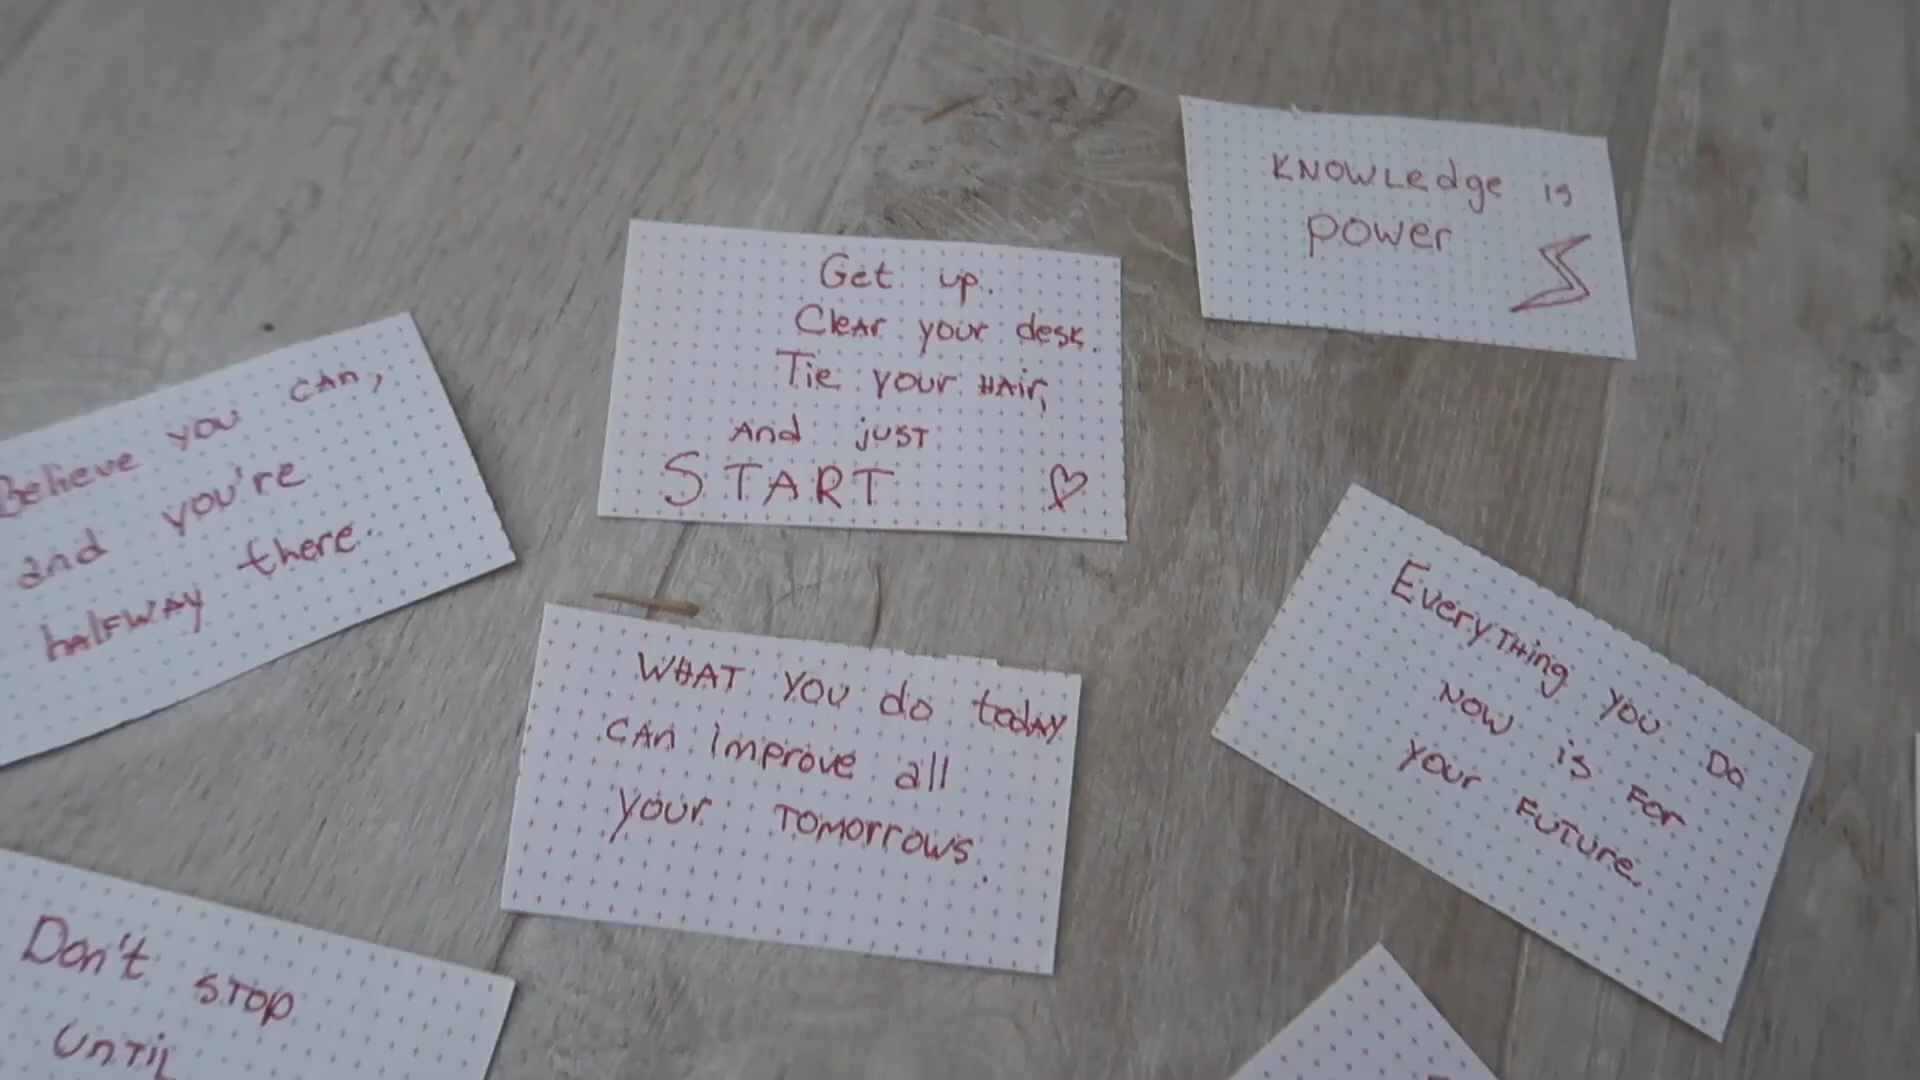 KNOWLedge is
power
Get up.
Clear your desk.
Tie your HAir,
And just
START
Believe you can,
and you're
halfway there.
WHAT you do today
can improve all
your tomorrows.
Everything you Do
now is for
your future.
Don't stop
until